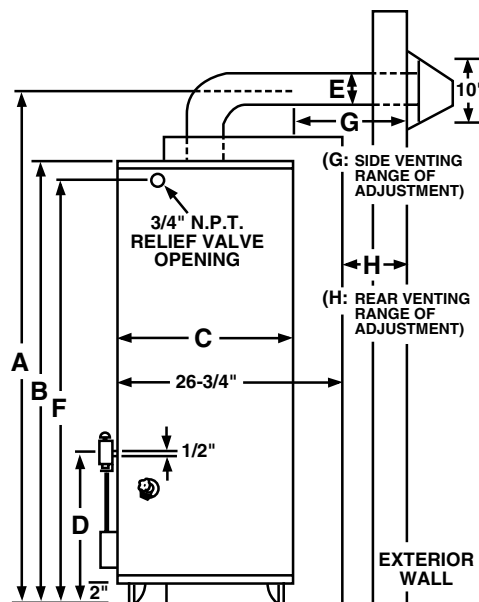 E
10"
G
(G: SIDE VENTING
RANGE OF
ADJUSTMENT)
3/4" N.P.T.
RELIEF VALVE
OPENING
H
(H: REAR VENTING
RANGE OF
ADJUSTMENT)
A
B
F
C
26-3/4"
1/2"
D
2"
EXTERIOR
WALL